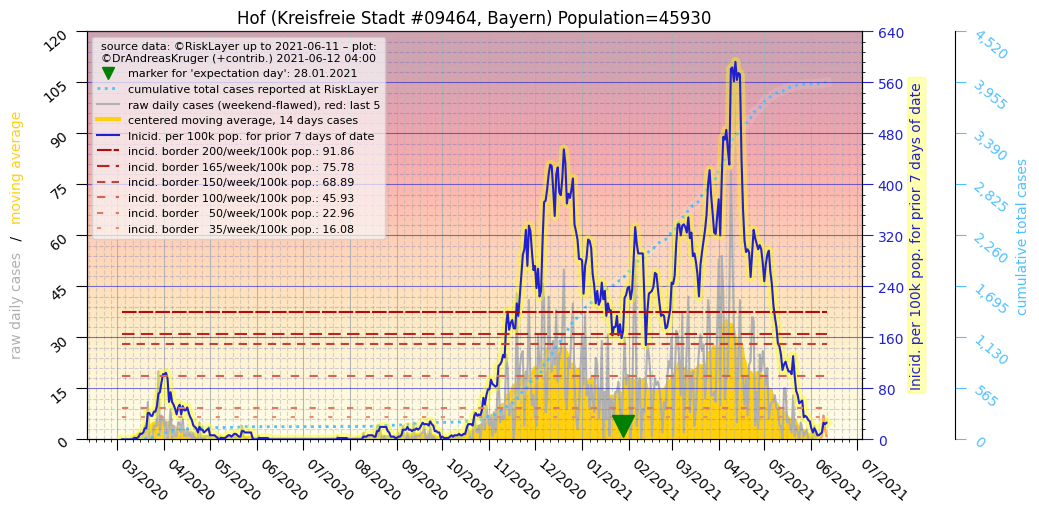 Hof (Kreisfreie Stadt #09464, Bayern) Population=45930
source data: ©RiskLayer up to 2021-06-11 – plot:
©DrAndreasKruger (+contrib.) 2021-06-12 04:00
marker for 'expectation day': 28.01.2021
cumulative total cases reported at RiskLayer
raw daily cases (weekend-flawed), red: last 5
centered moving average, 14 days cases
Inicid. per 100k pop. for prior 7 days of date
incid. border 200/week/100k pop.: 91.86
incid. border 165/week/100k pop.: 75.78
incid. border 150/week/100k pop.: 68.89
incid. border 100/week/100k pop.: 45.93
incid. border   50/week/100k pop.: 22.96
incid. border   35/week/100k pop.: 16.08
raw daily cases  /  moving average
120
105
90
75
60
45
30
15
0
640
560
480
400
320
240
160
80
0
Inicid. per 100k pop. for prior 7 days of date
4,520
3,955
3,390
2,825
2,260
1,695
1,130
565
0
cumulative total cases
03/2020
04/2020
05/2020
06/2020
07/2020
08/2020
09/2020
10/2020
11/2020
12/2020
01/2021
02/2021
03/2021
04/2021
05/2021
06/2021
07/2021